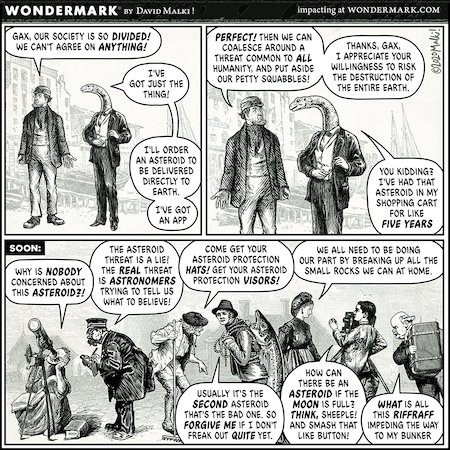 WONDERMARK BY DAVID MALKI !
impacting at WONDERMARK.COM
GAX, OUR SOCIETY IS SO DIVIDED!
WE CAN'T AGREE ON ANYTHING!
I'VE
GOT JUST THE
THING!
I'LL ORDER
AN ASTEROID TO
BE DELIVERED
DIRECTLY TO
EARTH.
I'VE GOT
AN APP
PERFECT! THEN WE CAN
COALESCE AROUND A
THREAT COMMON TO ALL
HUMANITY, AND PUT ASIDE
OUR PETTY SQUABBLES!
THANKS, GAX,
I APPRECIATE YOUR
WILLINGNESS TO RISK
THE DESTRUCTION OF
THE ENTIRE EARTH.
YOU KIDDING?
I'VE HAD THAT
ASTEROID IN MY
SHOPPING CART
FOR LIKE
FIVE YEARS
©2020 Malki!
SOON:
WHY IS NOBODY
CONCERNED ABOUT
THIS ASTEROID?!
THE ASTEROID
THREAT IS A LIE!
THE REAL THREAT
IS ASTRONOMERS
TRYING TO TELL US
WHAT TO BELIEVE!
COME GET YOUR
ASTEROID PROTECTION
HATS! GET YOUR ASTEROID
PROTECTION VISORS!
USUALLY IT'S THE
SECOND ASTEROID
THAT'S THE BAD ONE. SO
FORGIVE ME IF I DON'T
FREAK OUT QUITE YET.
WE ALL NEED TO BE DOING
OUR PART BY BREAKING UP ALL THE
SMALL ROCKS WE CAN AT HOME.
HOW CAN
THERE BE AN
ASTEROID IF THE
MOON IS FULL?
THINK, SHEEPLE!
AND SMASH THAT
LIKE BUTTON!
WHAT IS ALL
THIS RIFFRAFF
IMPEDING THE WAY
TO MY BUNKER